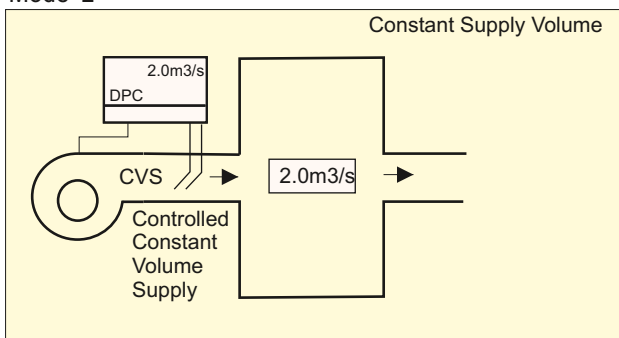 Mode 2
Constant Supply Volume
2.0m3/s
DPC
CVS
2.0m3/s
Controlled
Constant
Volume
Supply